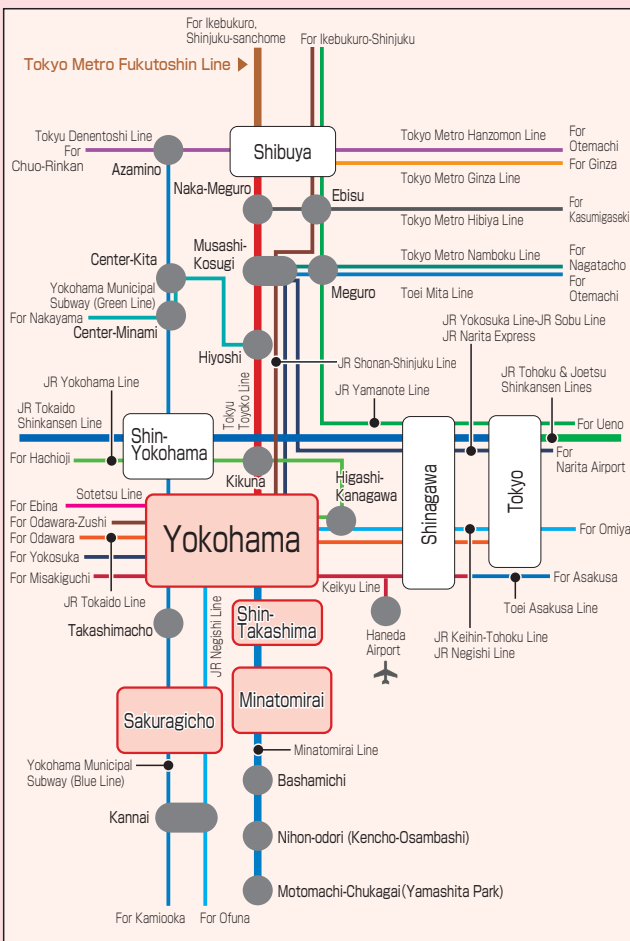 For Ikebukuro,
Shinjuku-sanchome
For Ikebukuro-Shinjuku
Tokyo Metro Fukutoshin Line
Tokyu Denentoshi Line
For
Chuo-Rinkan
Azamino
Shibuya
Tokyo Metro Hanzomon Line
For
Otemachi
For Ginza
Tokyo Metro Ginza Line
Naka-Meguro
Ebisu
For
Kasumigaseki
Tokyo Metro Hibiya Line
Center-Kita
Musashi-
Kosugi
Tokyo Metro Namboku Line
For
Nagatacho
Meguro
Toei Mita Line
For
Otemachi
Yokohama Municipal
Subway (Green Line)
For Nakayama
Center-Minami
Hiyoshi
JR Yokosuka Line-JR Sobu Line
JR Narita Express
JR Shonan-Shinjuku Line
JR Tohoku & Joetsu
Shinkansen Lines
JR Yokohama Line
Tokyu
Toyoko Line
JR Yamanote Line
JR Tokaido
Shinkansen Line
Shin-
Yokohama
For Ueno
For Hachioji
For
Narita Airport
Kikuna
Higashi-
Kanagawa
Shinagawa
Tokyo
Sotetsu Line
For Ebina
For Odawara-Zushi
For Odawara
For Yokosuka
For Misakiguchi
Yokohama
For Omiya
For Asakusa
JR Tokaido Line
Keikyu Line
Toei Asakusa Line
Takashimacho
JR Negishi Line
Shin-
Takashima
Haneda
Airport
JR Keihin-Tohoku Line
JR Negishi Line
Sakuragicho
Minatomirai
Yokohama Municipal
Subway (Blue Line)
Minatomirai Line
Bashamichi
Kannai
Nihon-odori (Kencho-Osambashi)
Motomachi-Chukagai(Yamashita Park)
For Kamiooka
For Ofuna